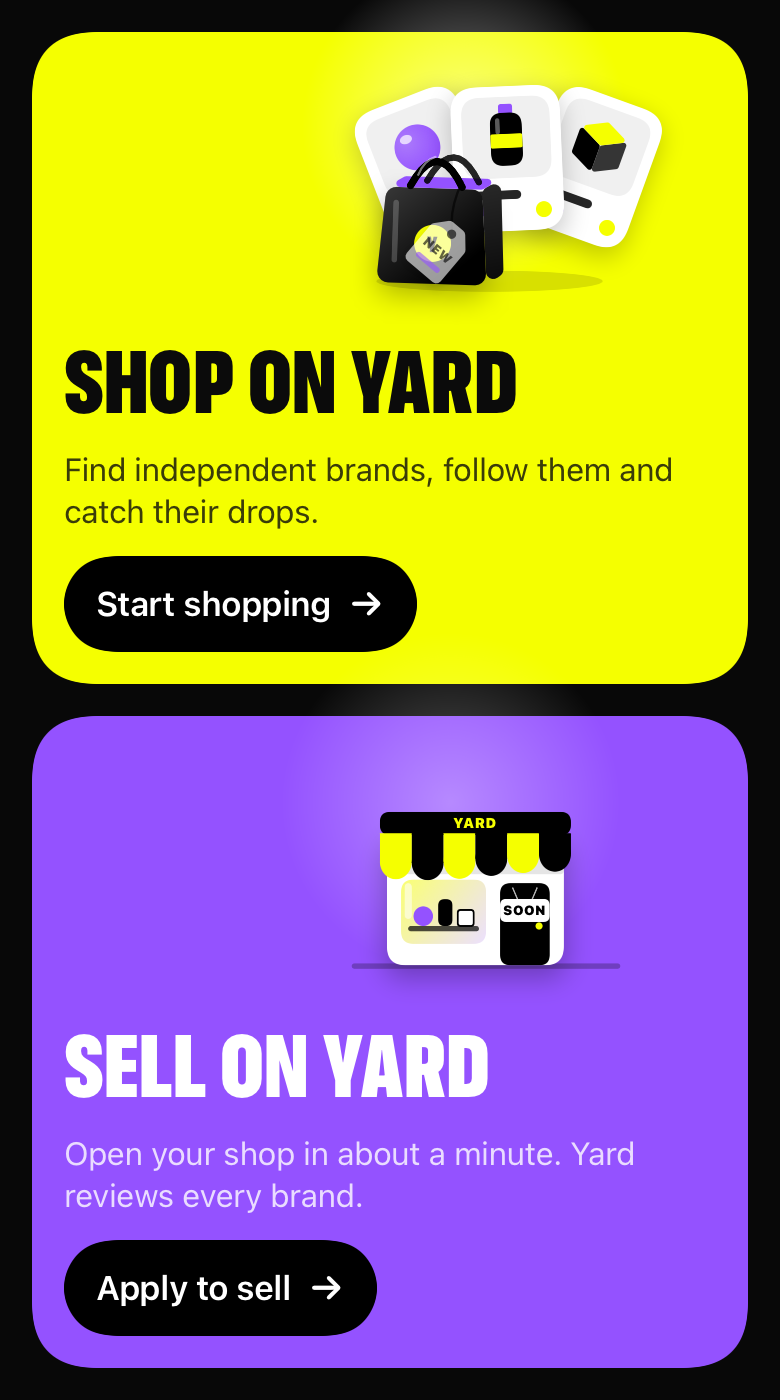 NEW
SHOP ON YARD
Find independent brands, follow them and
catch their drops.
Start shopping
YARD
SOON
SELL ON YARD
Open your shop in about a minute. Yard
reviews every brand.
Apply to sell